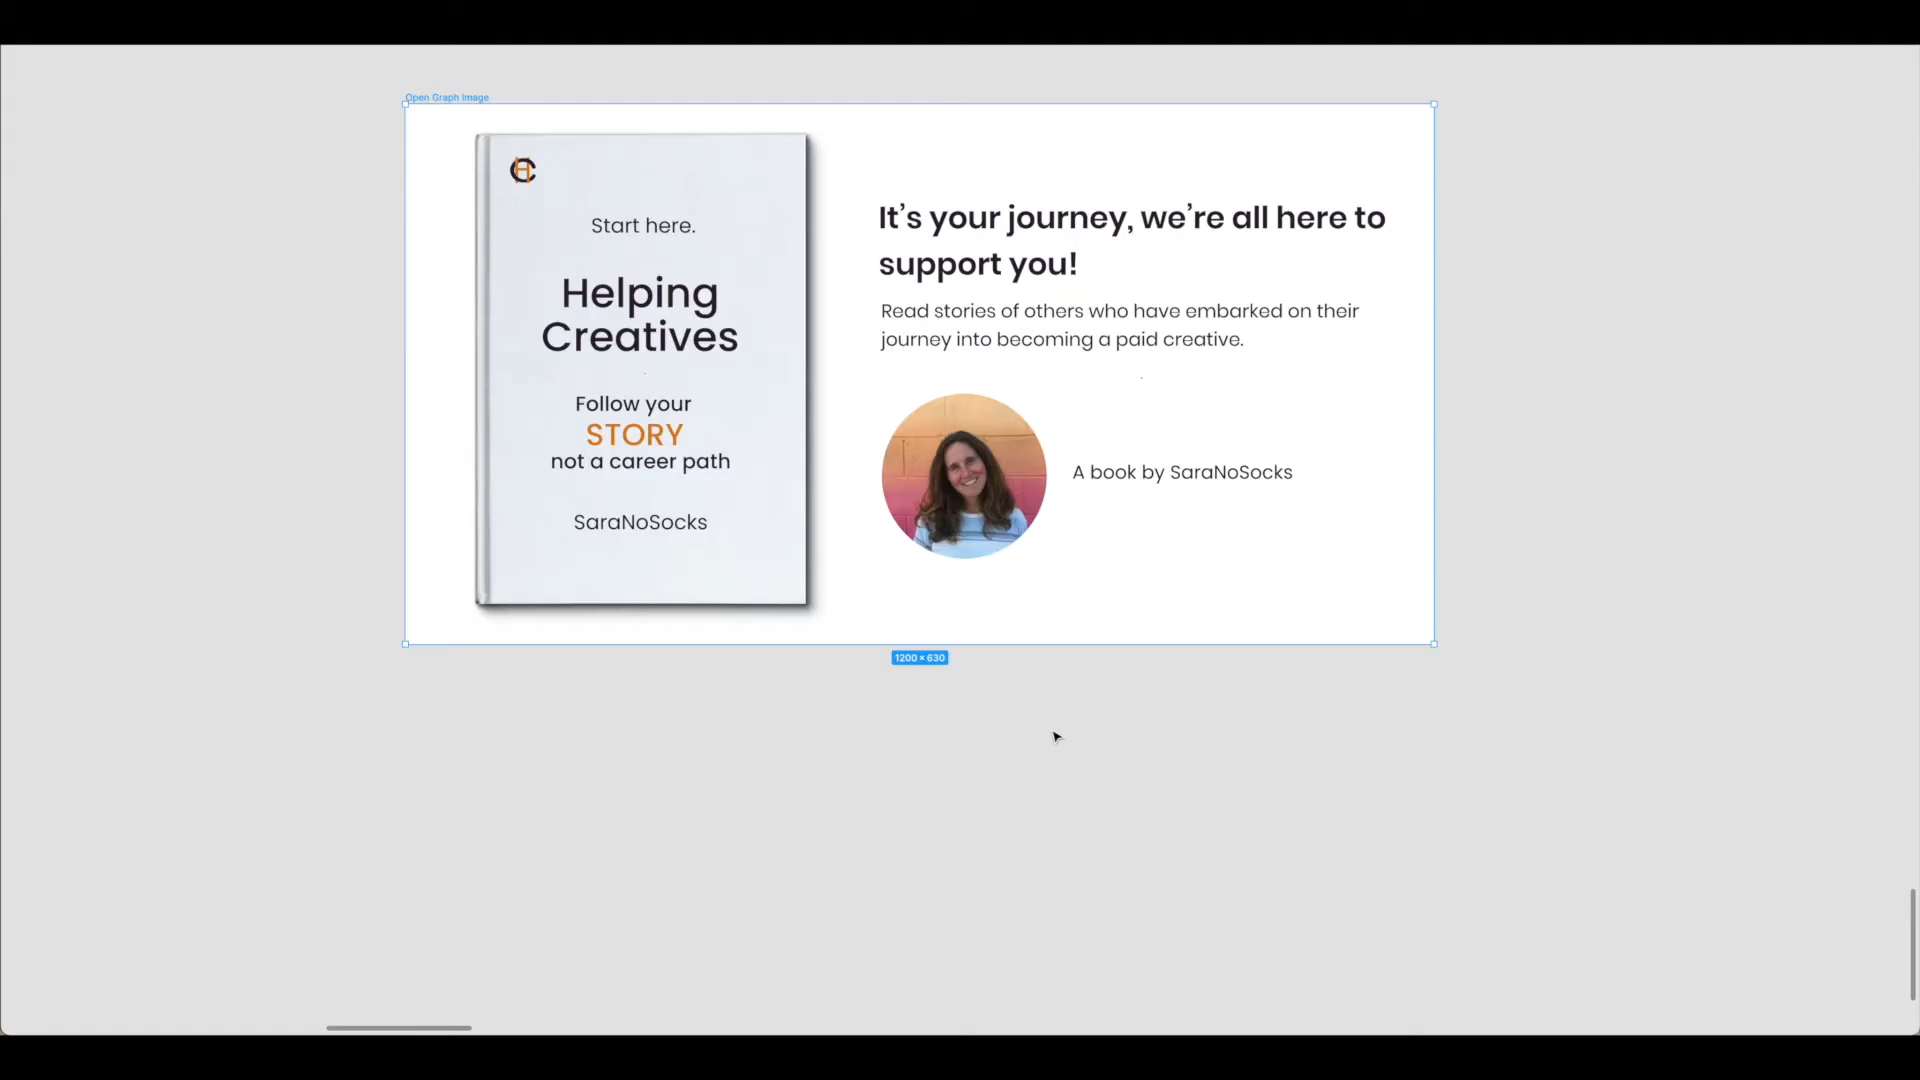 Open Graph Image
HC
Start here.
Helping
Creatives
Follow your
STORY
not a career path
SaraNoSocks
It’s your journey, we’re all here to
support you!
Read stories of others who have embarked on their
journey into becoming a paid creative.
A book by SaraNoSocks
1200 × 630